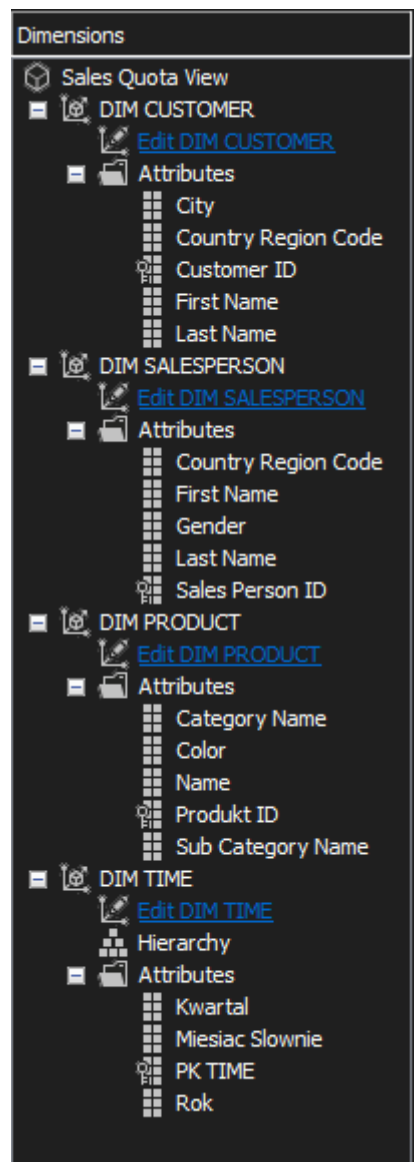 Dimensions
Sales Quota View
DIM CUSTOMER
Edit DIM CUSTOMER
Attributes
City
Country Region Code
Customer ID
First Name
Last Name
DIM SALESPERSON
Edit DIM SALESPERSON
Attributes
Country Region Code
First Name
Gender
Last Name
Sales Person ID
DIM PRODUCT
Edit DIM PRODUCT
Attributes
Category Name
Color
Name
Produkt ID
Sub Category Name
DIM TIME
Edit DIM TIME
Hierarchy
Attributes
Kwartal
Miesiac Slownie
PK TIME
Rok